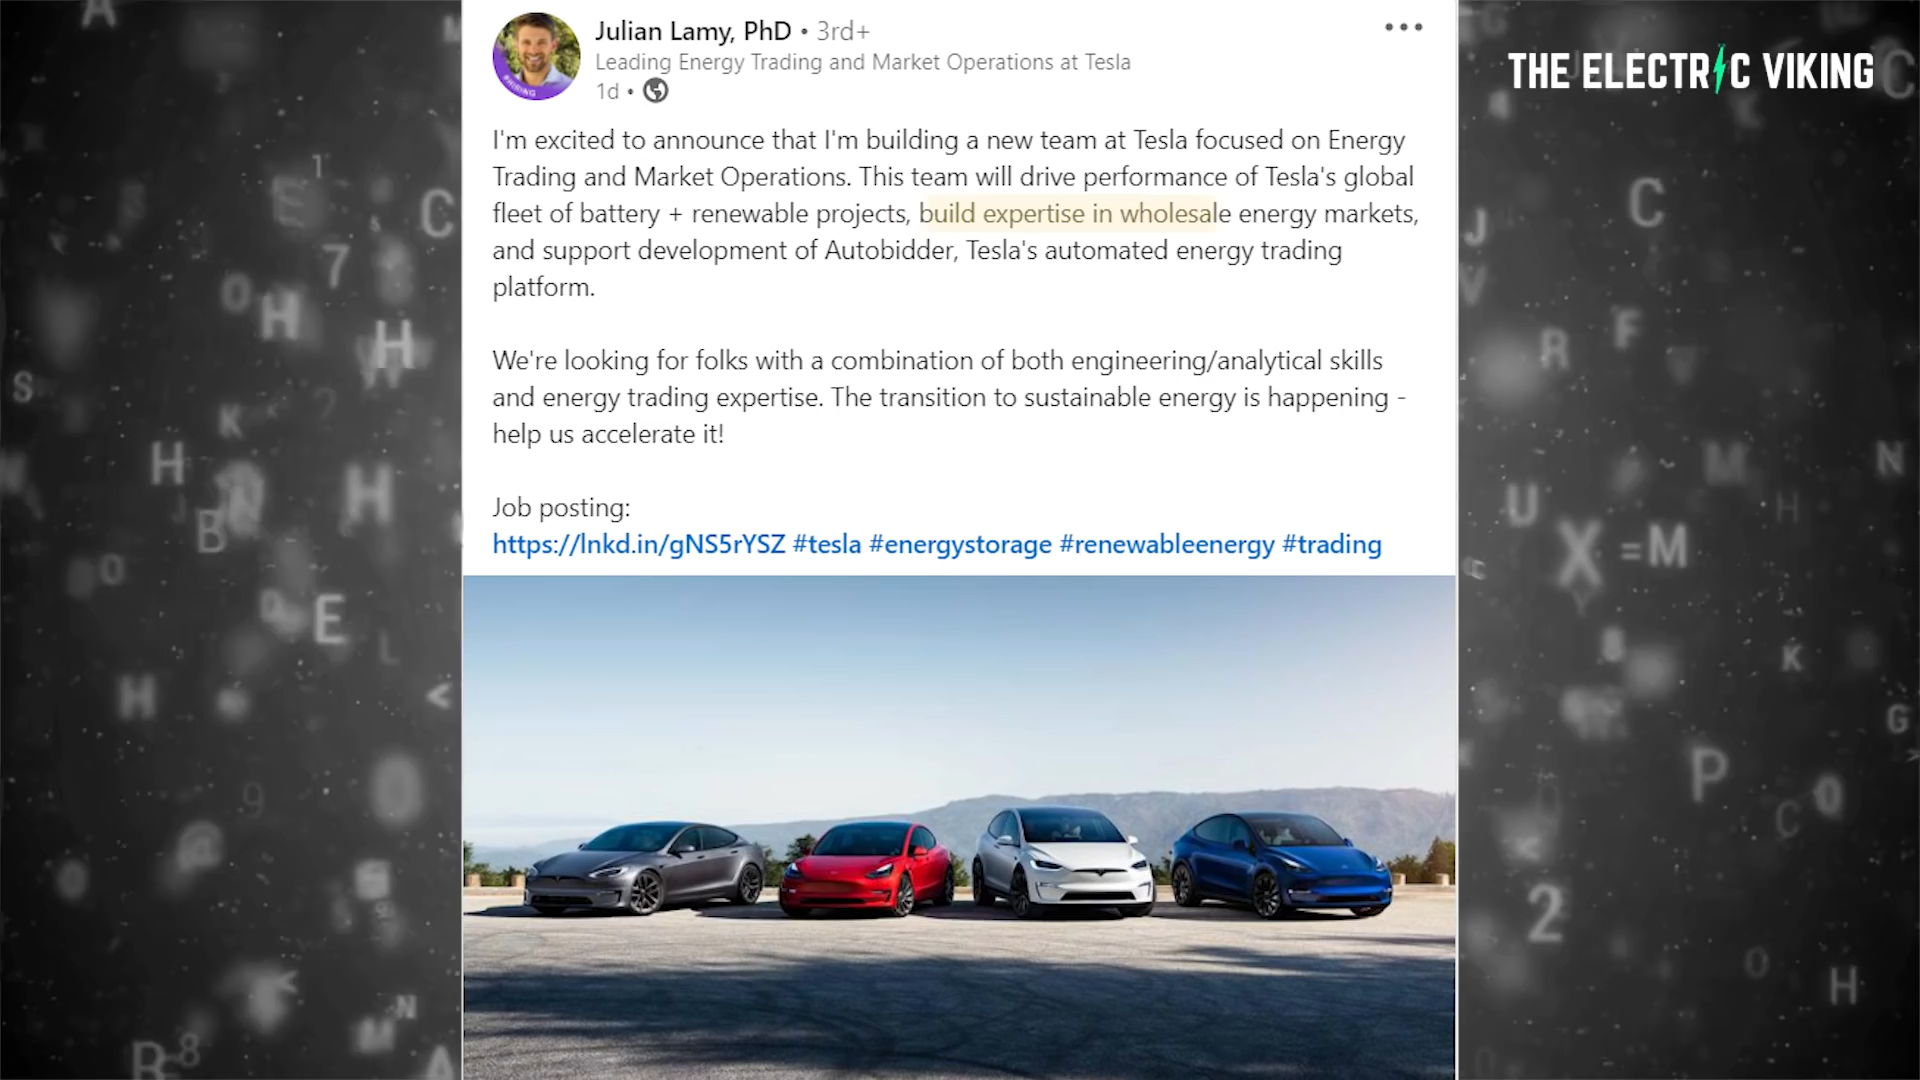 Julian Lamy, PhD • 3rd+
Leading Energy Trading and Market Operations at Tesla
1d •
#HIRING
THE ELECTRIC VIKING
I'm excited to announce that I'm building a new team at Tesla focused on Energy
Trading and Market Operations. This team will drive performance of Tesla's global
fleet of battery + renewable projects, build expertise in wholesale energy markets,
and support development of Autobidder, Tesla's automated energy trading
platform.
We're looking for folks with a combination of both engineering/analytical skills
and energy trading expertise. The transition to sustainable energy is happening -
help us accelerate it!
Job posting:
https://lnkd.in/gNS5rYSZ #tesla #energystorage #renewableenergy #trading